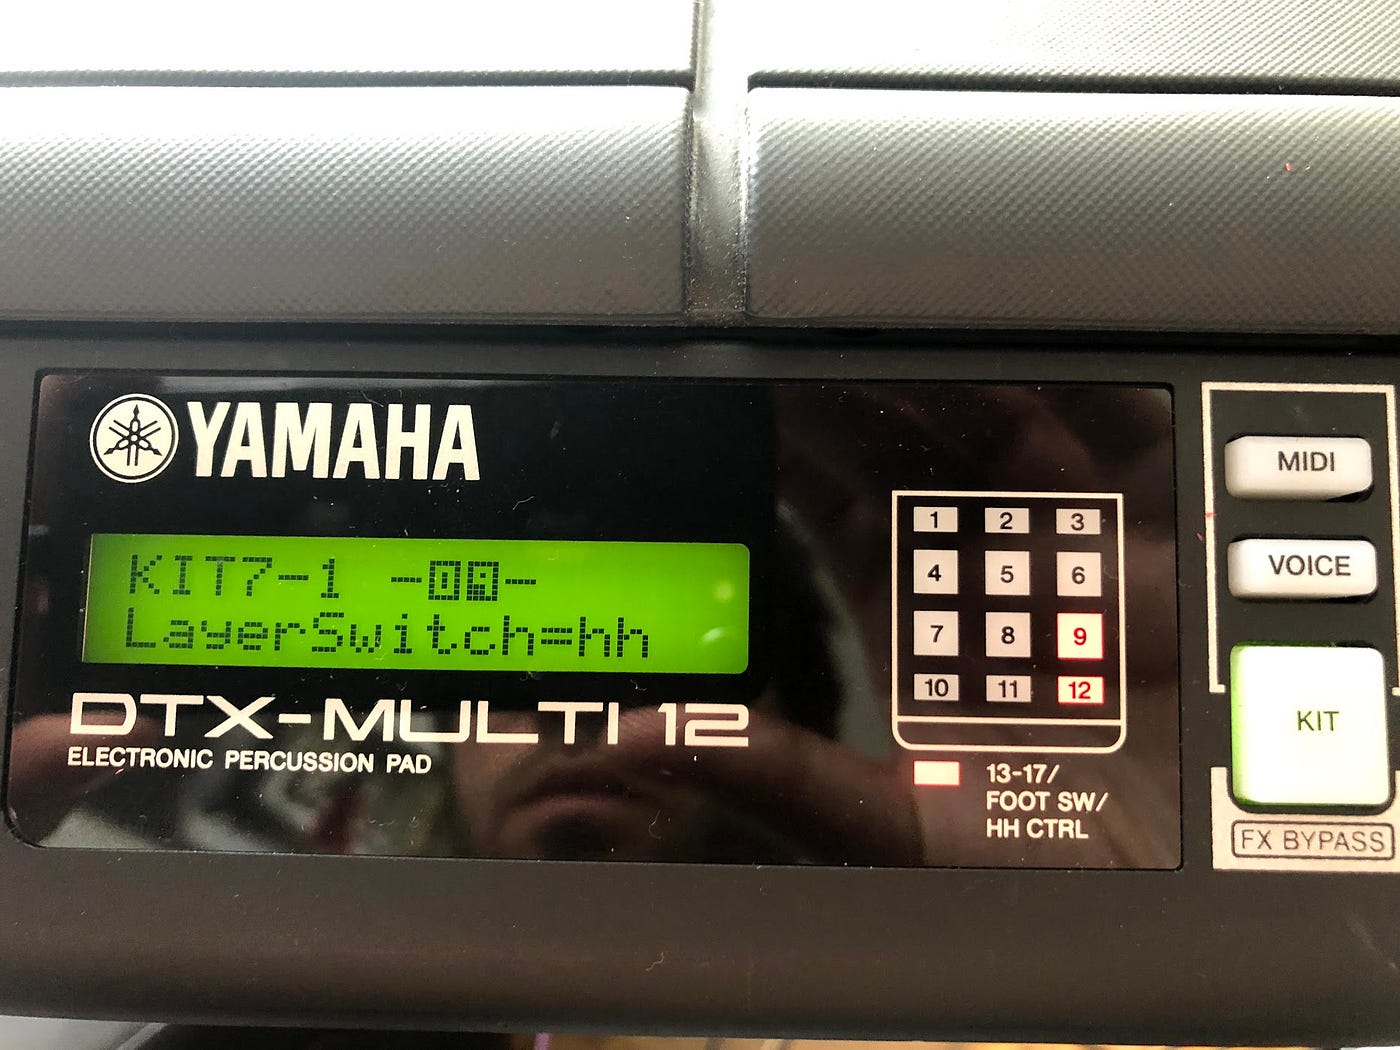 YAMAHA
KIT7-1
LayerSwitch=hh
DTX-MULTI 12
ELECTRONIC PERCUSSION PAD
1 2 3
4 5 6
7 8 9
10 11 12
13-17/
FOOT SW/
HH CTRL
MIDI
VOICE
KIT
FX BYPASS